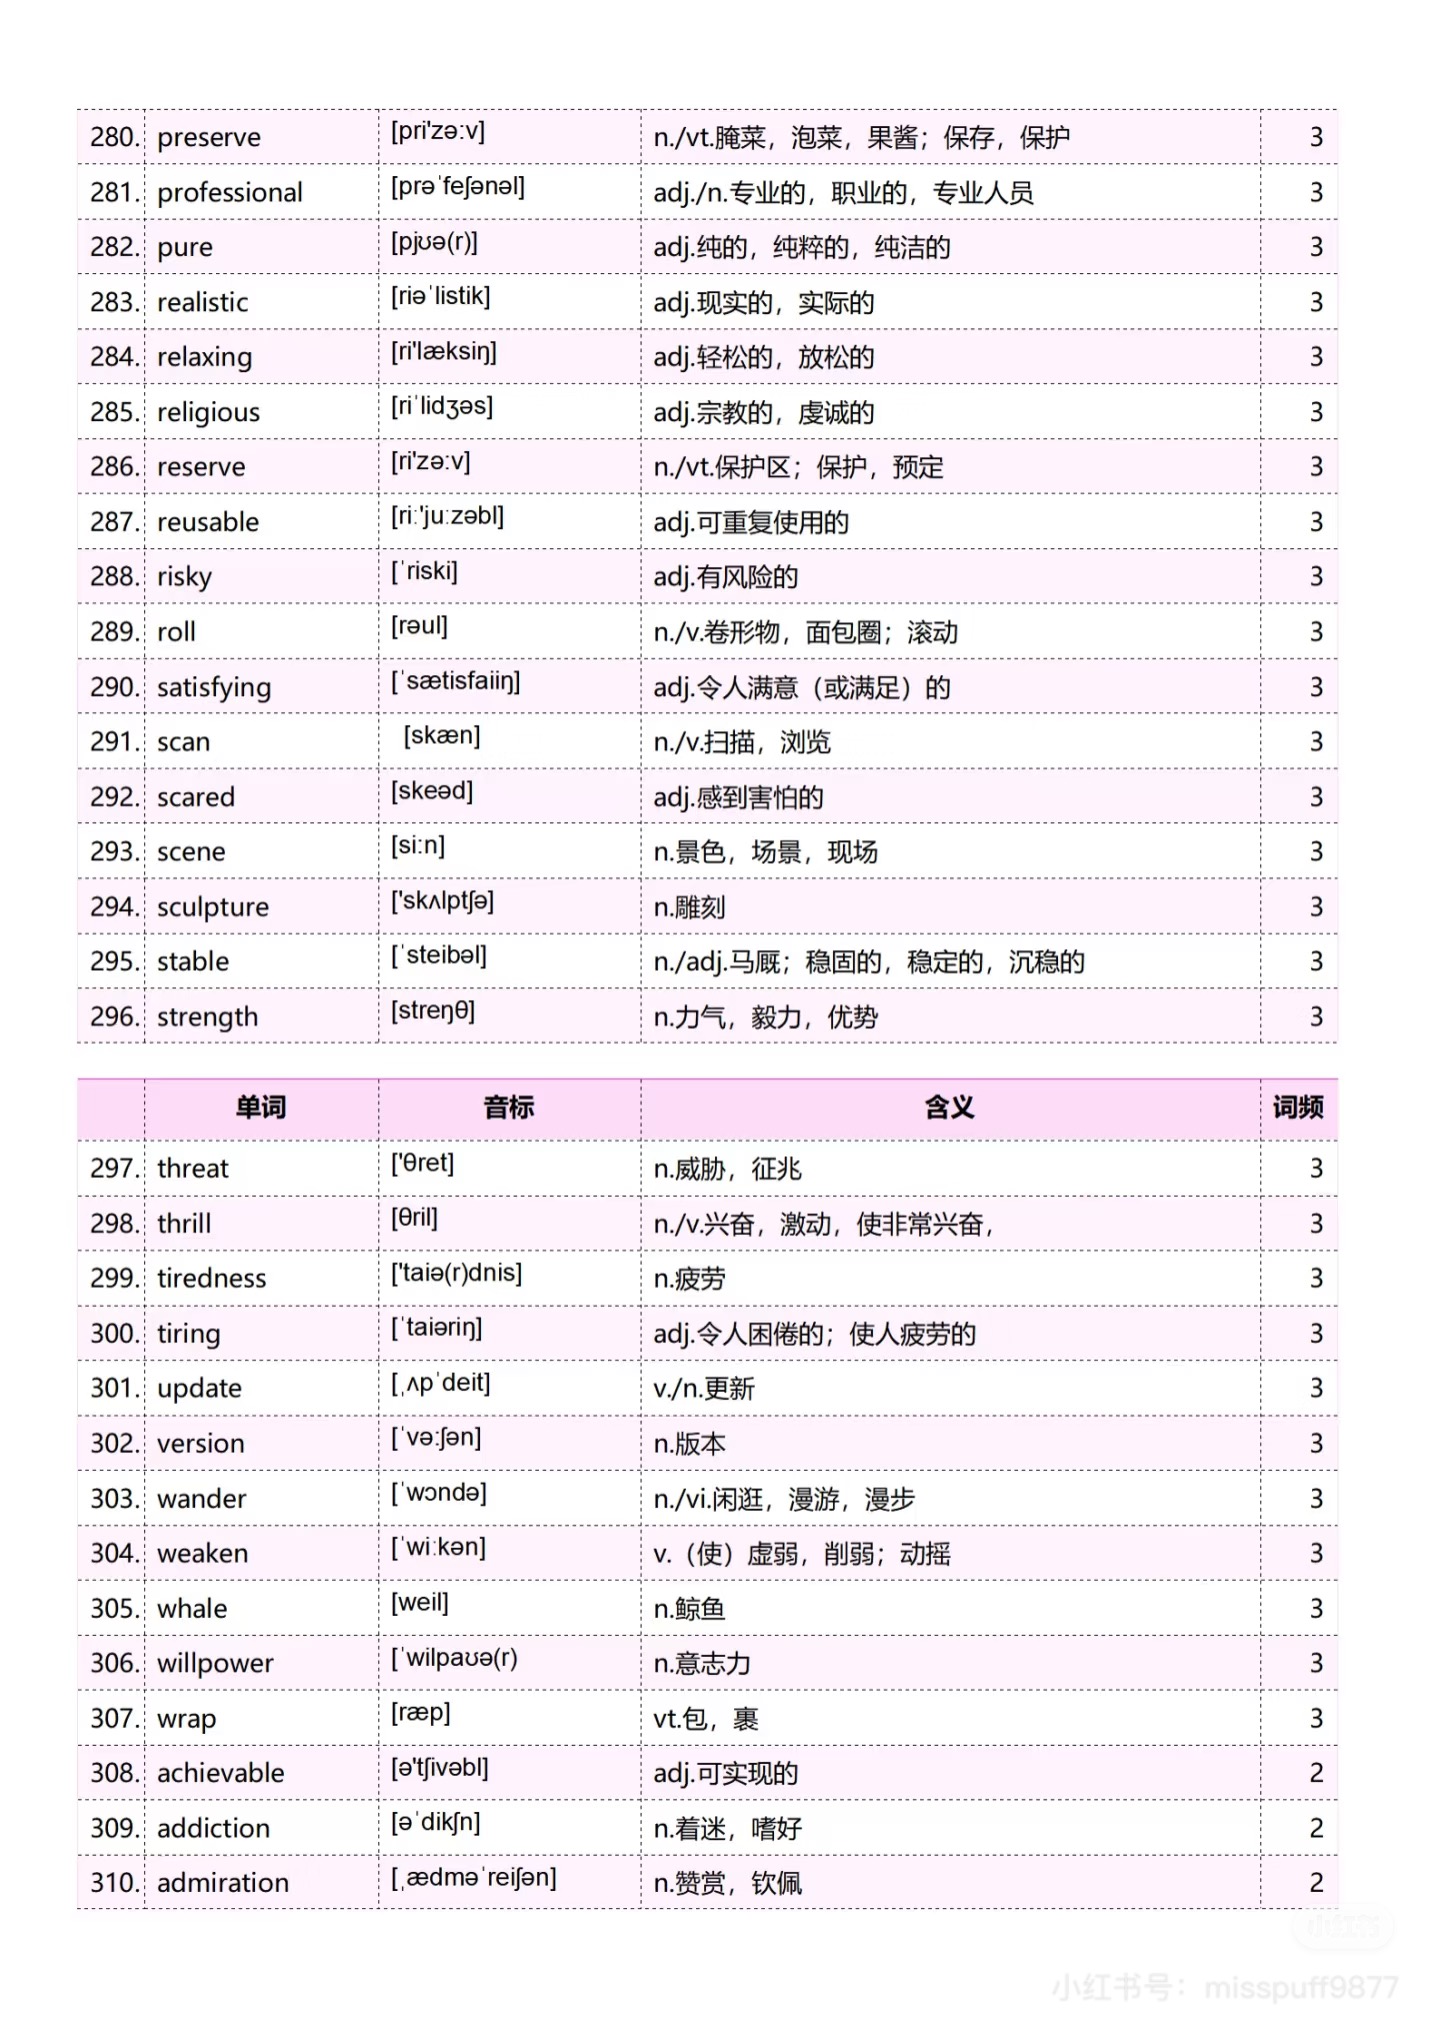 280. preserve [pri'zəːv] n./vt.腌菜，泡菜，果酱；保存，保护 3
281. professional [prəˈfeʃənəl] adj./n.专业的，职业的，专业人员 3
282. pure [pjʊə(r)] adj.纯的，纯粹的，纯洁的 3
283. realistic [riəˈlistik] adj.现实的，实际的 3
284. relaxing [ri'læksiŋ] adj.轻松的，放松的 3
285. religious [riˈlidʒəs] adj.宗教的，虔诚的 3
286. reserve [ri'zəːv] n./vt.保护区；保护，预定 3
287. reusable [riː'juːzəbl] adj.可重复使用的 3
288. risky [ˈriski] adj.有风险的 3
289. roll [rəul] n./v.卷形物，面包圈；滚动 3
290. satisfying [ˈsætisfaiiŋ] adj.令人满意（或满足）的 3
291. scan [skæn] n./v.扫描，浏览 3
292. scared [skeəd] adj.感到害怕的 3
293. scene [siːn] n.景色，场景，现场 3
294. sculpture ['skʌlptʃə] n.雕刻 3
295. stable [ˈsteibəl] n./adj.马厩；稳固的，稳定的，沉稳的 3
296. strength [streŋθ] n.力气，毅力，优势 3
单词 音标 含义 词频
297. threat ['θret] n.威胁，征兆 3
298. thrill [θril] n./v.兴奋，激动，使非常兴奋， 3
299. tiredness ['taiə(r)dnis] n.疲劳 3
300. tiring [ˈtaiəriŋ] adj.令人困倦的；使人疲劳的 3
301. update [ˌʌpˈdeit] v./n.更新 3
302. version [ˈvəːʃən] n.版本 3
303. wander [ˈwɔndə] n./vi.闲逛，漫游，漫步 3
304. weaken [ˈwiːkən] v.（使）虚弱，削弱；动摇 3
305. whale [weil] n.鲸鱼 3
306. willpower [ˈwilpaʊə(r) n.意志力 3
307. wrap [ræp] vt.包，裹 3
308. achievable [ə'tʃivəbl] adj.可实现的 2
309. addiction [əˈdikʃn] n.着迷，嗜好 2
310. admiration [ˌædməˈreiʃən] n.赞赏，钦佩 2
小红书
小红书号：misspuff9877